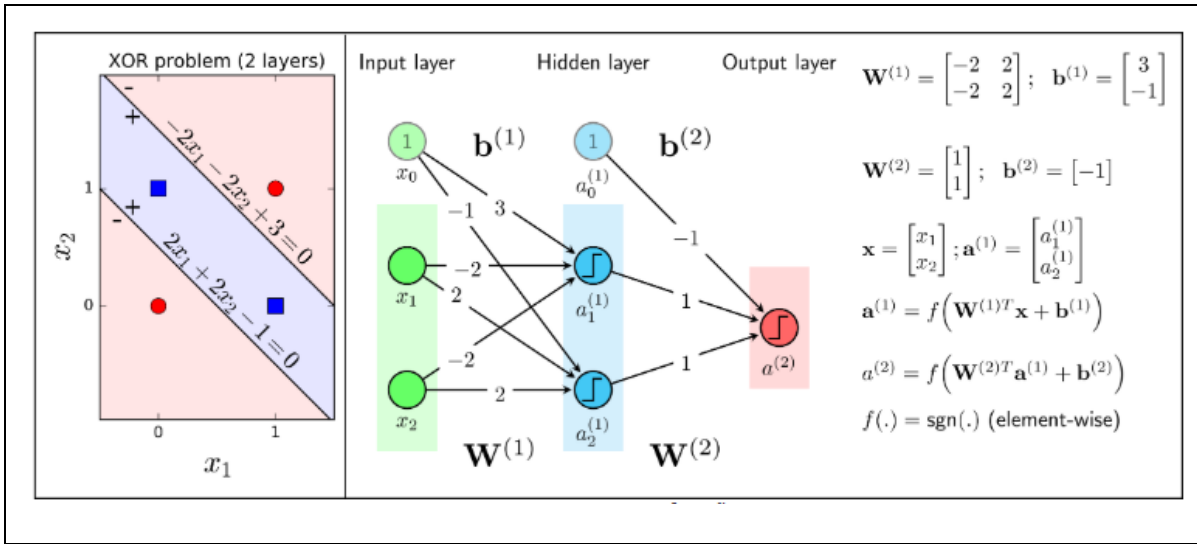 XOR problem (2 layers)
-
+
−2x₁−2x₂+3=0
1
+
-
2x₁+2x₂−1=0
0
x₂
0 1
x₁
Input layer Hidden layer Output layer
1 b⁽¹⁾ 1 b⁽²⁾
x₀ a₀⁽¹⁾
3
−1 −1
−2
x₁ 2 a₁⁽¹⁾ 1
−2 1 a⁽²⁾
2
x₂ a₂⁽¹⁾
W⁽¹⁾ W⁽²⁾
W⁽¹⁾ = [−2 2; −2 2] ; b⁽¹⁾ = [3; −1]
W⁽²⁾ = [1; 1] ; b⁽²⁾ = [−1]
x = [x₁; x₂] ; a⁽¹⁾ = [a₁⁽¹⁾; a₂⁽¹⁾]
a⁽¹⁾ = f(W⁽¹⁾ᵀx + b⁽¹⁾)
a⁽²⁾ = f(W⁽²⁾ᵀa⁽¹⁾ + b⁽²⁾)
f(.) = sgn(.) (element-wise)